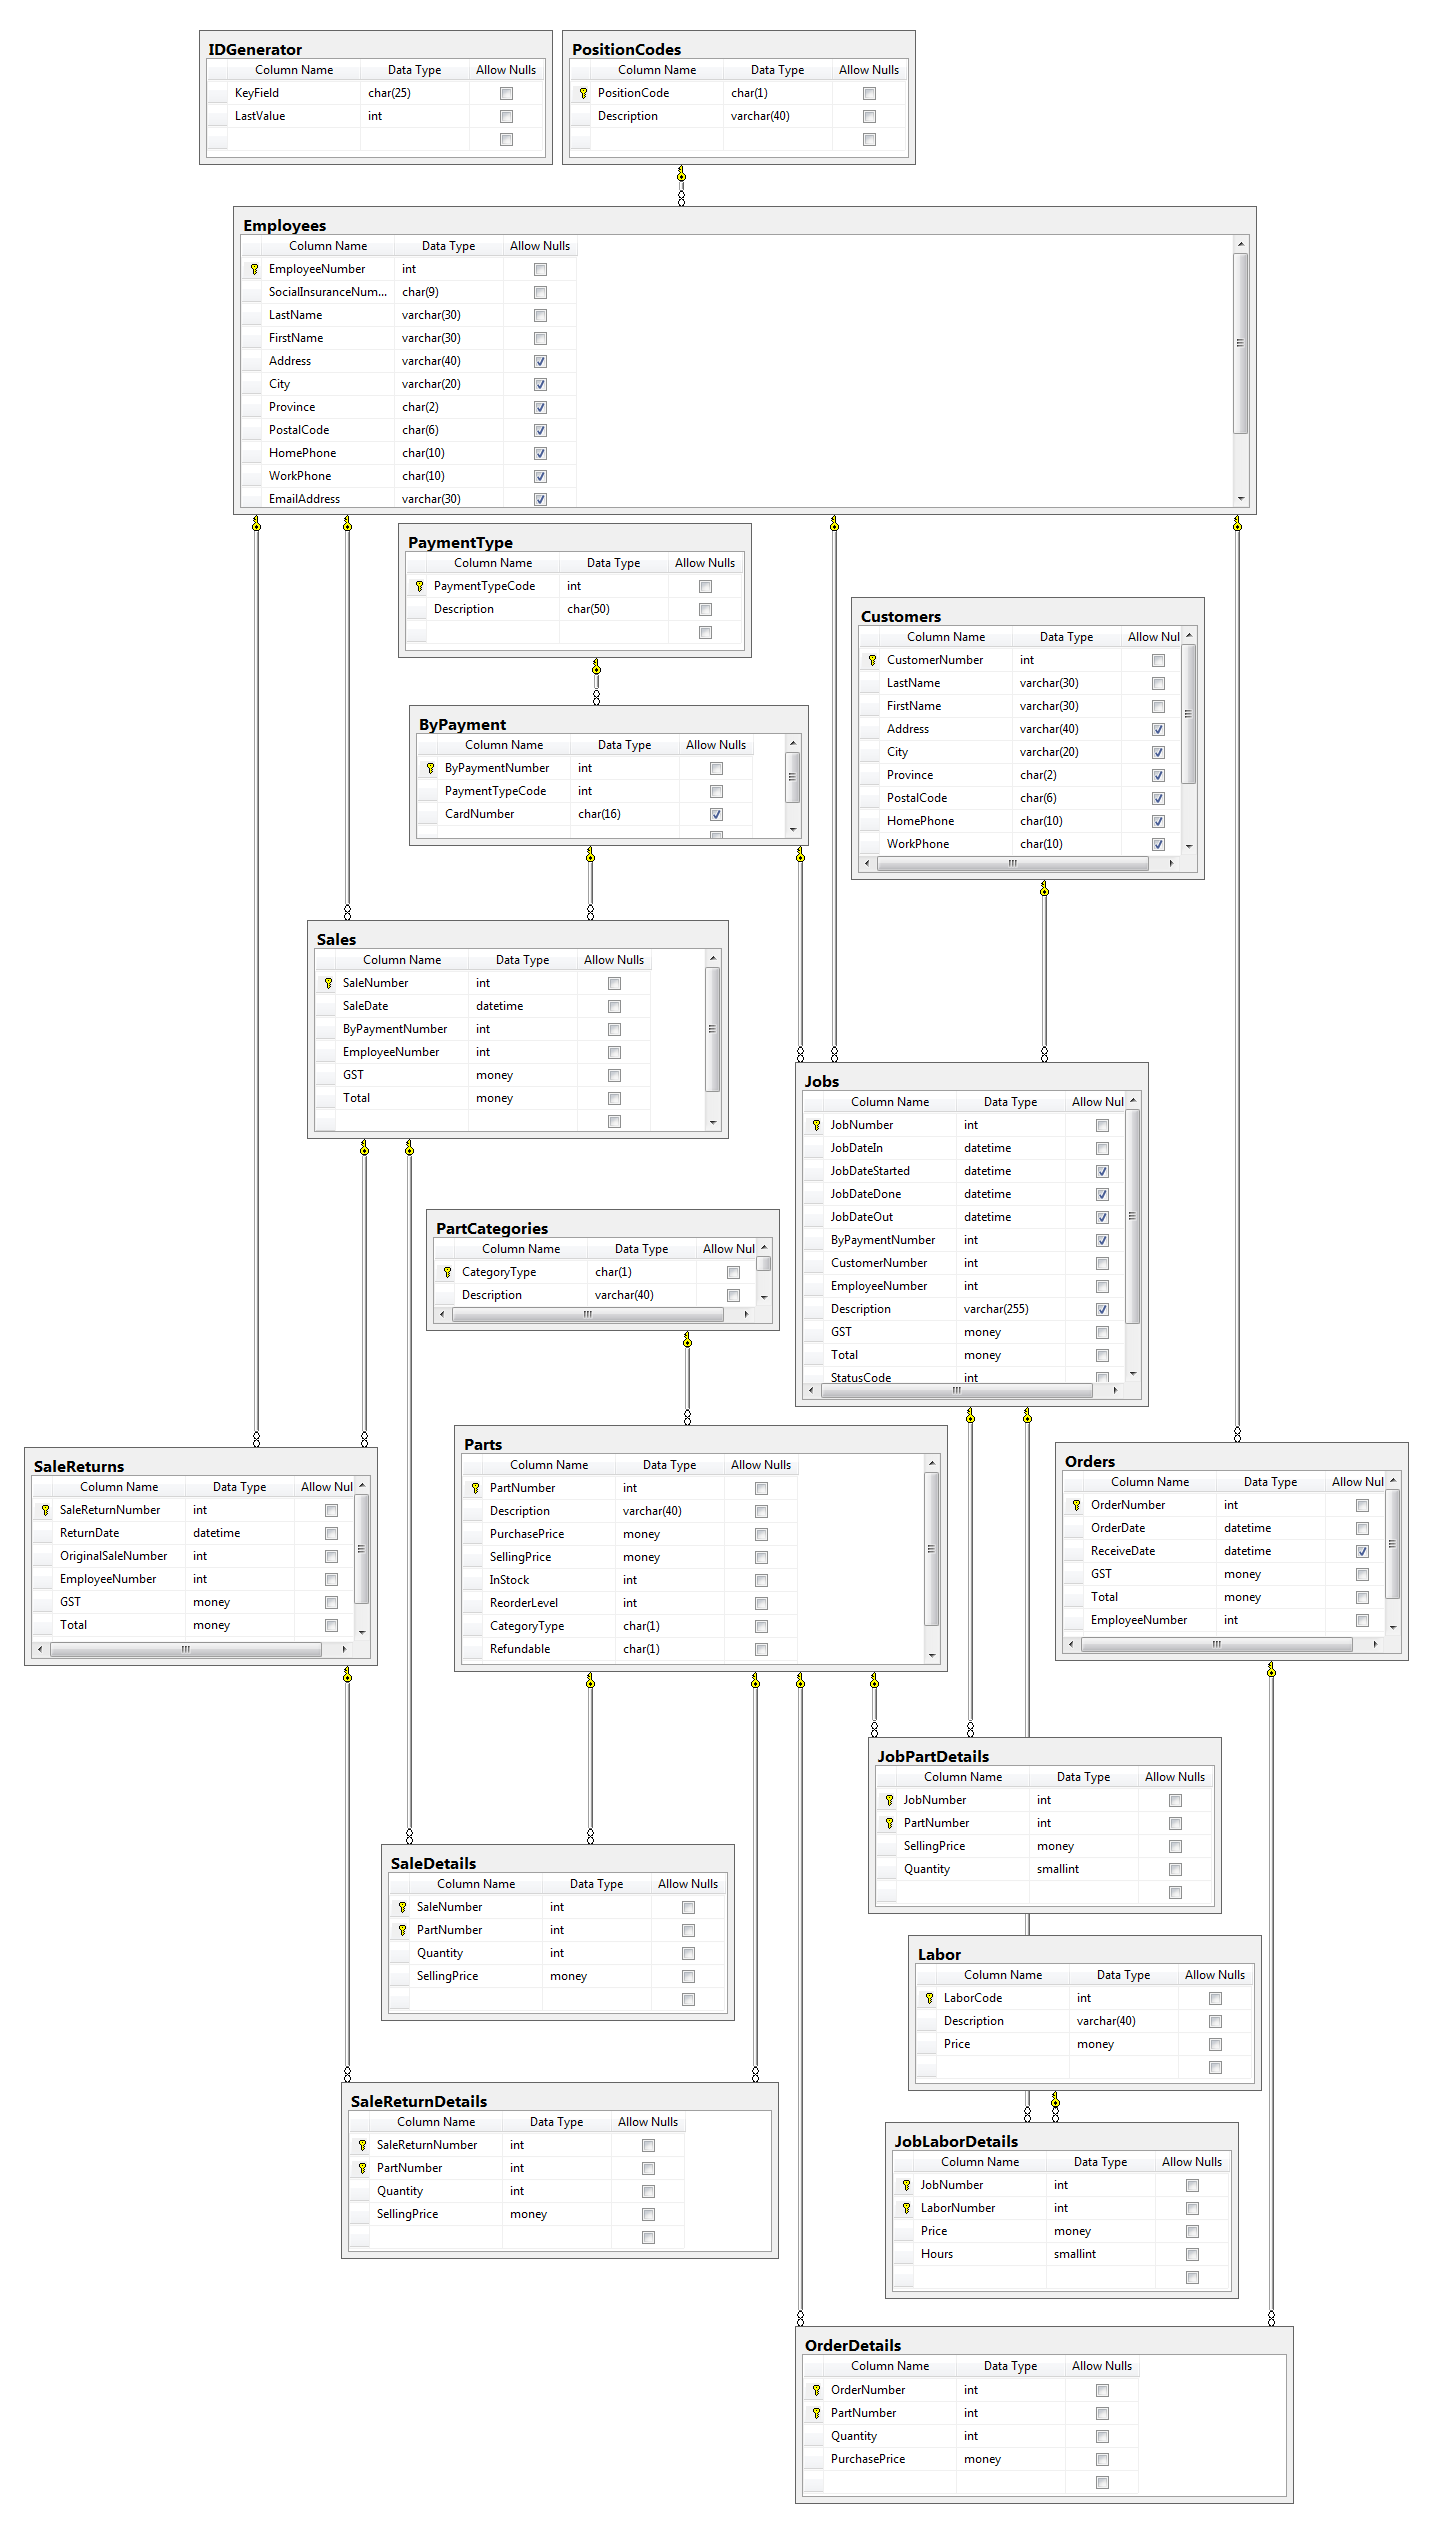 IDGenerator
Column Name Data Type Allow Nulls
KeyField char(25)
LastValue int
PositionCodes
Column Name Data Type Allow Nulls
PositionCode char(1)
Description varchar(40)
Employees
Column Name Data Type Allow Nulls
EmployeeNumber int
SocialInsuranceNum... char(9)
LastName varchar(30)
FirstName varchar(30)
Address varchar(40)
City varchar(20)
Province char(2)
PostalCode char(6)
HomePhone char(10)
WorkPhone char(10)
EmailAddress varchar(30)
PaymentType
Column Name Data Type Allow Nulls
PaymentTypeCode int
Description char(50)
Customers
Column Name Data Type Allow Nul
CustomerNumber int
LastName varchar(30)
FirstName varchar(30)
Address varchar(40)
City varchar(20)
Province char(2)
PostalCode char(6)
HomePhone char(10)
WorkPhone char(10)
ByPayment
Column Name Data Type Allow Nulls
ByPaymentNumber int
PaymentTypeCode int
CardNumber char(16)
Sales
Column Name Data Type Allow Nulls
SaleNumber int
SaleDate datetime
ByPaymentNumber int
EmployeeNumber int
GST money
Total money
Jobs
Column Name Data Type Allow Nul
JobNumber int
JobDateIn datetime
JobDateStarted datetime
JobDateDone datetime
JobDateOut datetime
ByPaymentNumber int
CustomerNumber int
EmployeeNumber int
Description varchar(255)
GST money
Total money
StatusCode int
PartCategories
Column Name Data Type Allow Nul
CategoryType char(1)
Description varchar(40)
SaleReturns
Column Name Data Type Allow Nul
SaleReturnNumber int
ReturnDate datetime
OriginalSaleNumber int
EmployeeNumber int
GST money
Total money
Parts
Column Name Data Type Allow Nulls
PartNumber int
Description varchar(40)
PurchasePrice money
SellingPrice money
InStock int
ReorderLevel int
CategoryType char(1)
Refundable char(1)
Orders
Column Name Data Type Allow Nul
OrderNumber int
OrderDate datetime
ReceiveDate datetime
GST money
Total money
EmployeeNumber int
JobPartDetails
Column Name Data Type Allow Nulls
JobNumber int
PartNumber int
SellingPrice money
Quantity smallint
SaleDetails
Column Name Data Type Allow Nulls
SaleNumber int
PartNumber int
Quantity int
SellingPrice money
Labor
Column Name Data Type Allow Nulls
LaborCode int
Description varchar(40)
Price money
SaleReturnDetails
Column Name Data Type Allow Nulls
SaleReturnNumber int
PartNumber int
Quantity int
SellingPrice money
JobLaborDetails
Column Name Data Type Allow Nulls
JobNumber int
LaborNumber int
Price money
Hours smallint
OrderDetails
Column Name Data Type Allow Nulls
OrderNumber int
PartNumber int
Quantity int
PurchasePrice money